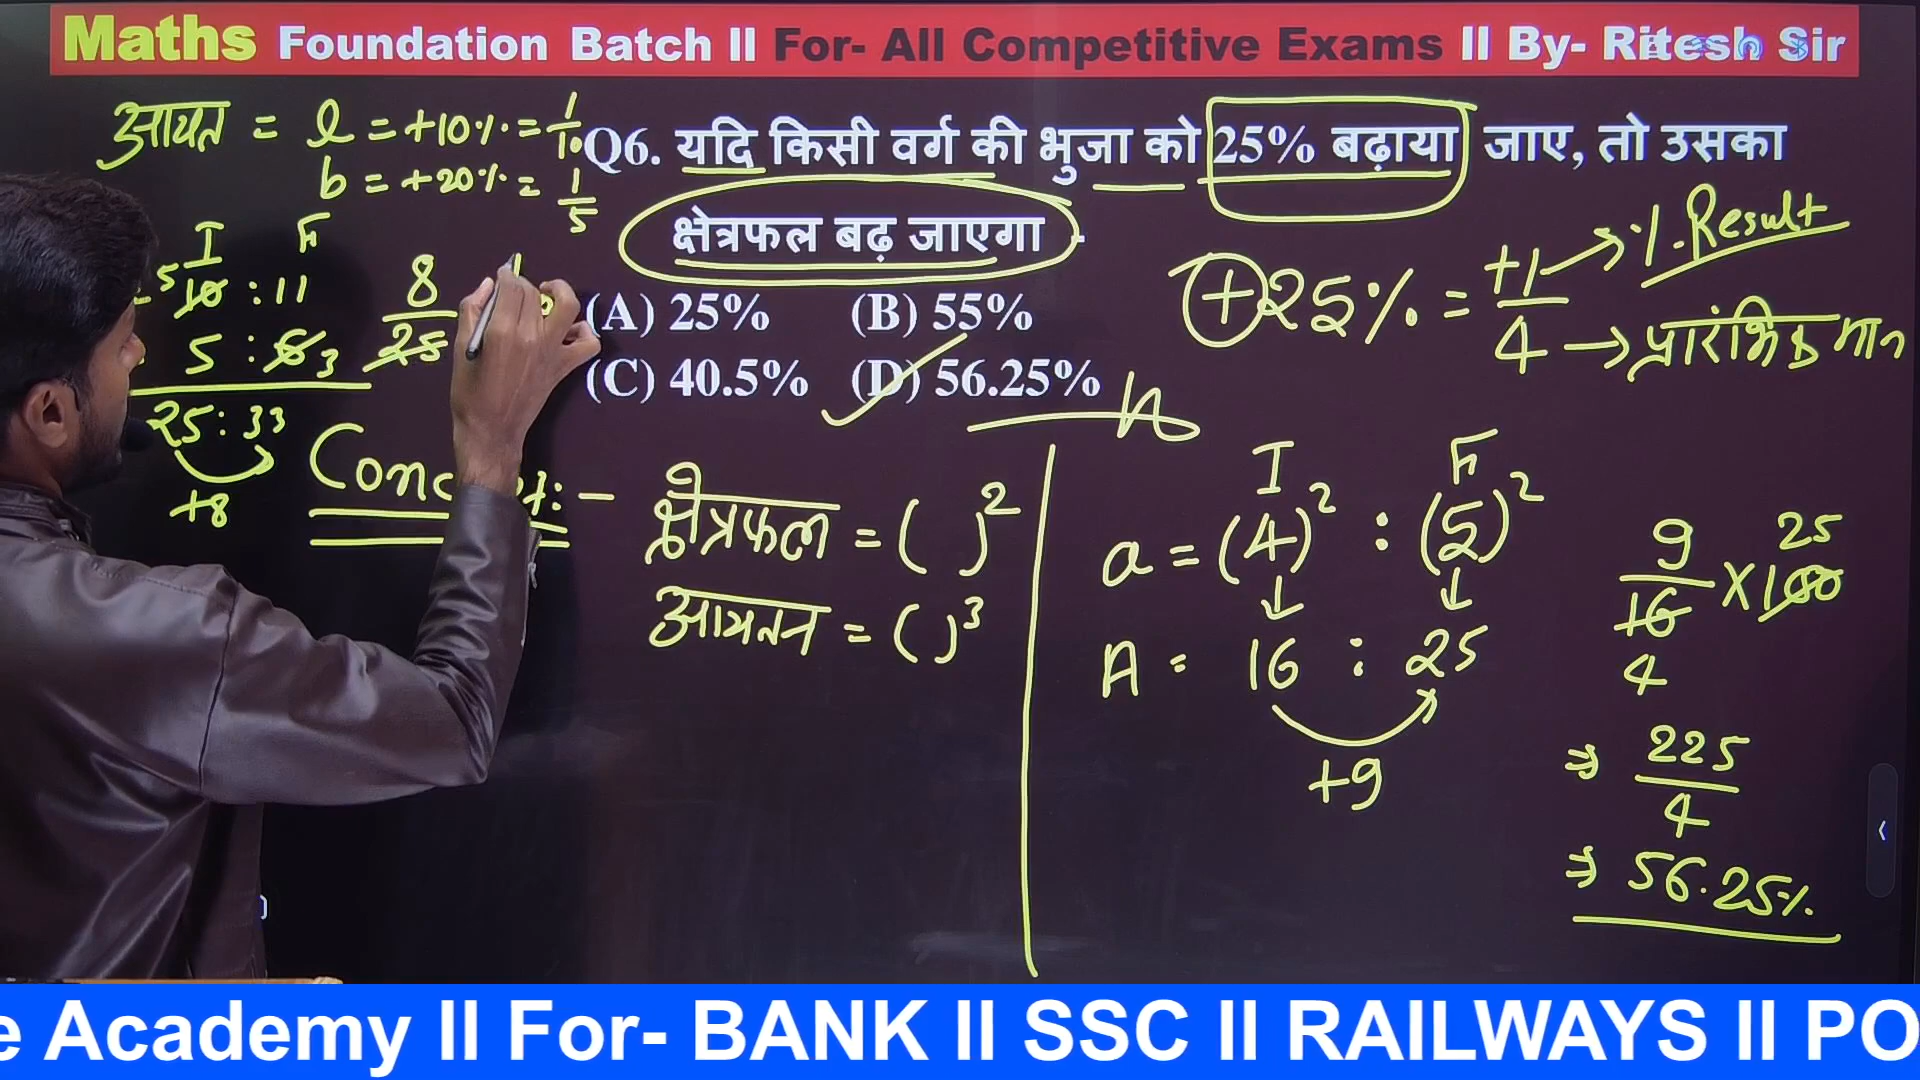 Maths Foundation Batch II For- All Competitive Exams II By- Ritesh Sir
आयत = l = +10% = 1/10
b = +20% = 1/5
Q6. यदि किसी वर्ग की भुजा को 25% बढ़ाया जाए, तो उसका
क्षेत्रफल बढ़ जाएगा -
(A) 25% (B) 55%
(C) 40.5% (D) 56.25%
I F
5 10 : 11
5 : 6 3
25 : 33
+8
8/25
+25% = +1/4
% Result
प्रारंभिक मान
Concept:-
क्षेत्रफल = ( )²
आयतन = ( )³
I F
a = (4)² : (5)²
A = 16 : 25
+9
9/16 × 100 25
4
⇒ 225/4
⇒ 56.25%
Academy II For- BANK II SSC II RAILWAYS II PO